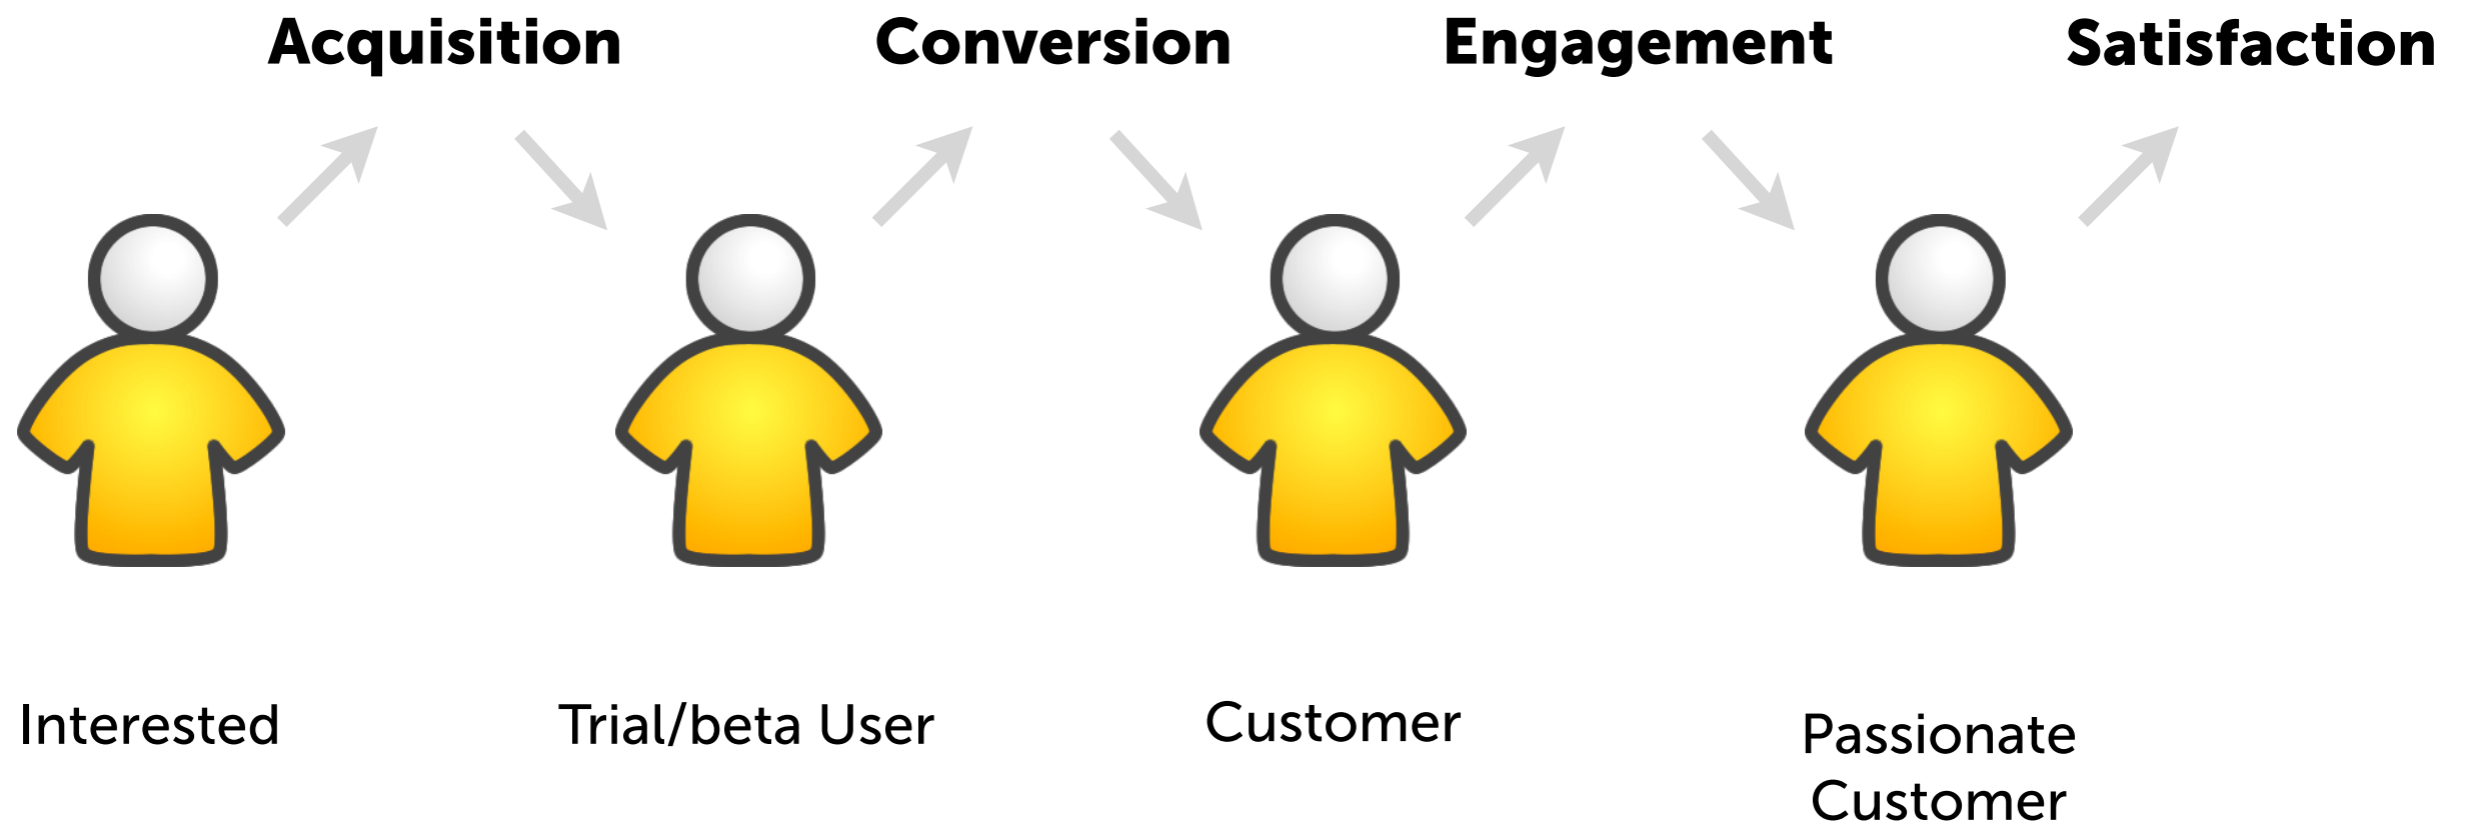 Acquisition
Conversion
Engagement
Satisfaction
Interested
Trial/beta User
Customer
Passionate
Customer